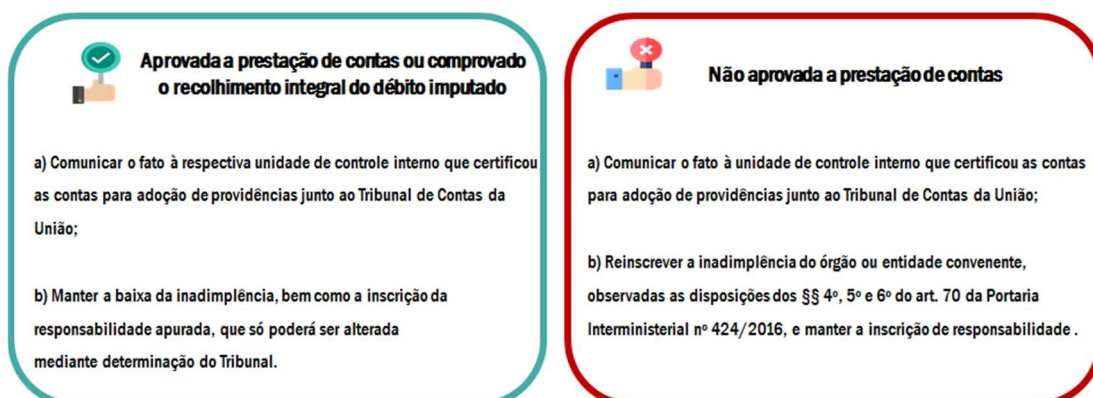 Aprovada a prestação de contas ou comprovado
o recolhimento integral do débito imputado
a) Comunicar o fato à respectiva unidade de controle interno que certificou
as contas para adoção de providências junto ao Tribunal de Contas da
União;
b) Manter a baixa da inadimplência, bem como a inscrição da
responsabilidade apurada, que só poderá ser alterada
mediante determinação do Tribunal.
Não aprovada a prestação de contas
a) Comunicar o fato à unidade de controle interno que certificou as contas
para adoção de providências junto ao Tribunal de Contas da União;
b) Reinscrever a inadimplência do órgão ou entidade convenente,
observadas as disposições dos §§ 4º, 5º e 6º do art. 70 da Portaria
Interministerial nº 424/2016, e manter a inscrição de responsabilidade .